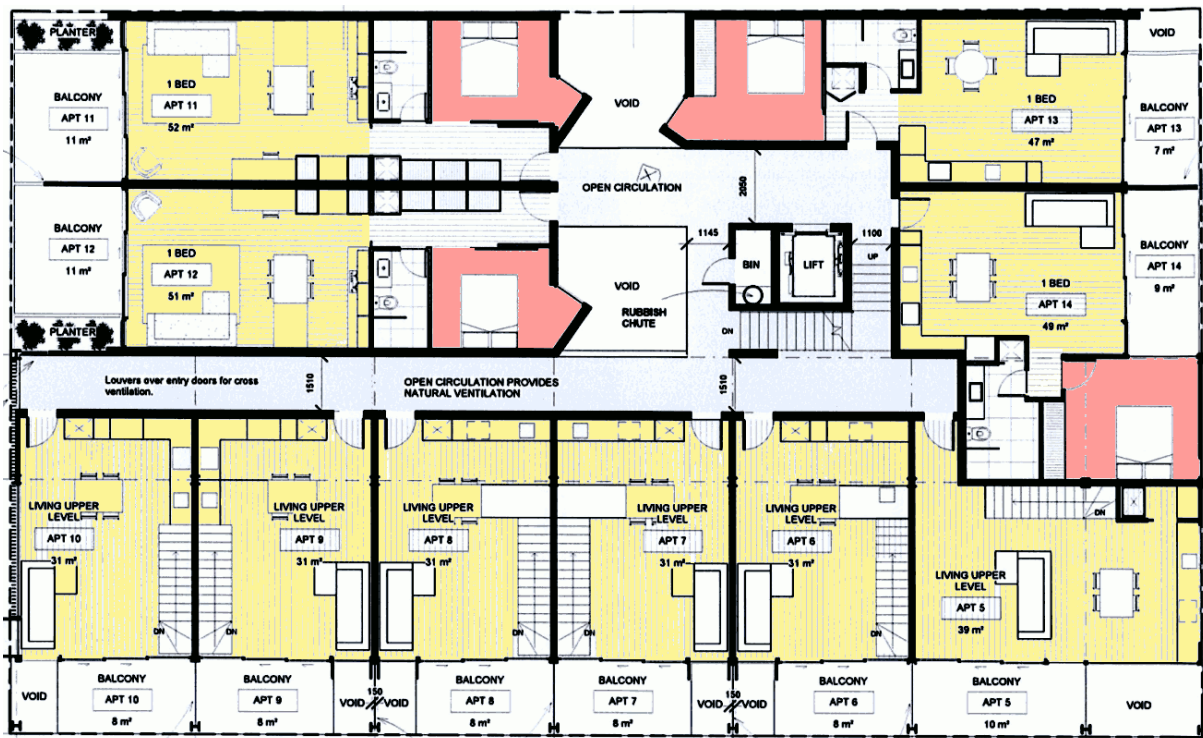 PLANTER
BALCONY
APT 11
11 m²
1 BED
APT 11
52 m²
VOID
1 BED
APT 13
47 m²
VOID
BALCONY
APT 13
7 m²
OPEN CIRCULATION
2050
BALCONY
APT 12
11 m²
1 BED
APT 12
51 m²
PLANTER
VOID
RUBBISH
CHUTE
1145
BIN
LIFT
1100
UP
DN
1 BED
APT 14
49 m²
BALCONY
APT 14
9 m²
Louvers over entry doors for cross
ventilation.
1510
OPEN CIRCULATION PROVIDES
NATURAL VENTILATION
1510
LIVING UPPER
LEVEL
APT 10
31 m²
DN
LIVING UPPER
LEVEL
APT 9
31 m²
DN
LIVING UPPER
LEVEL
APT 8
31 m²
DN
LIVING UPPER
LEVEL
APT 7
31 m²
DN
LIVING UPPER
LEVEL
APT 6
31 m²
DN
LIVING UPPER
LEVEL
APT 5
39 m²
DN
VOID
BALCONY
APT 10
8 m²
BALCONY
APT 9
8 m²
VOID
150
VOID
BALCONY
APT 8
8 m²
BALCONY
APT 7
8 m²
VOID
150
VOID
BALCONY
APT 6
8 m²
BALCONY
APT 5
10 m²
VOID